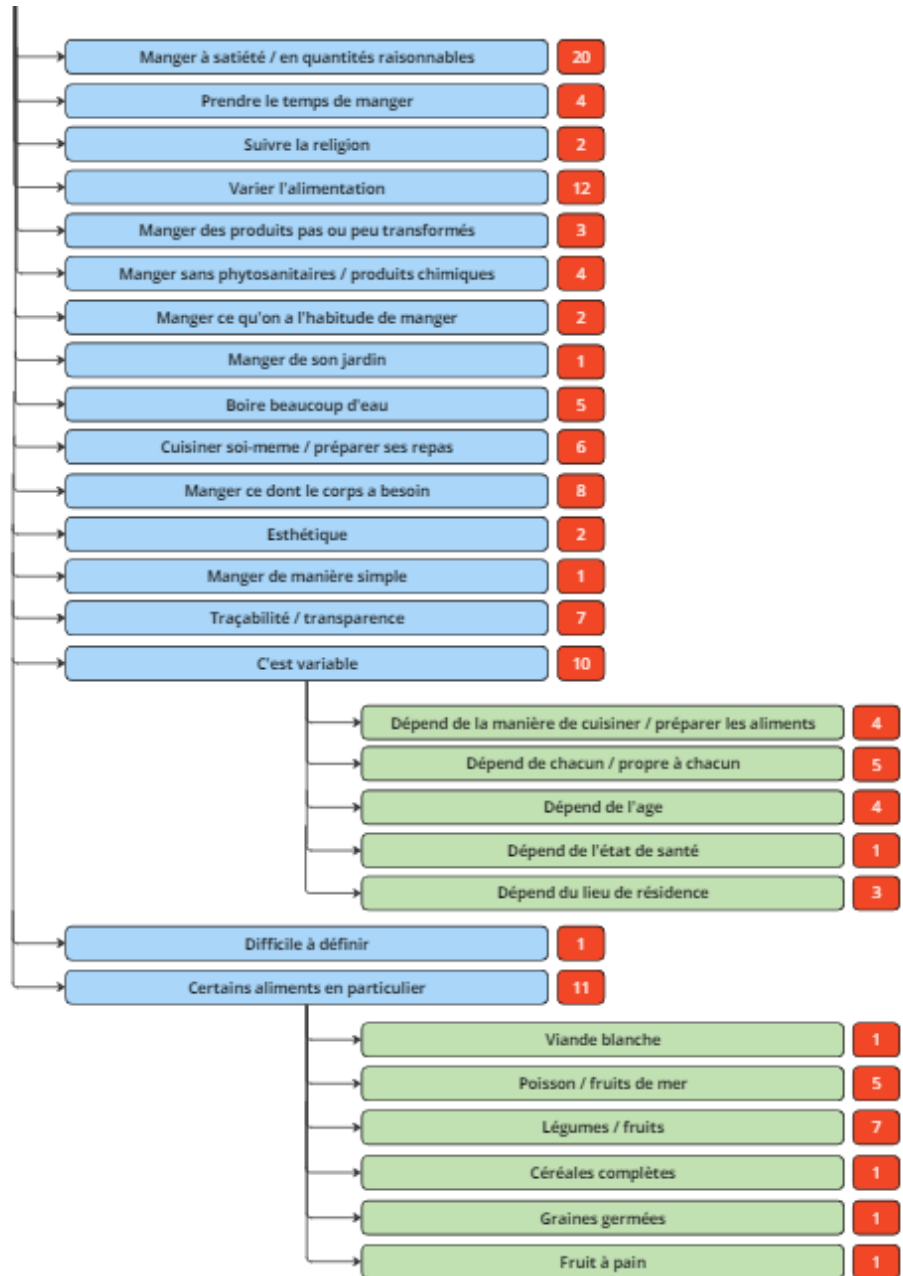 Manger à satiété / en quantités raisonnables 20
Prendre le temps de manger 4
Suivre la religion 2
Varier l'alimentation 12
Manger des produits pas ou peu transformés 3
Manger sans phytosanitaires / produits chimiques 4
Manger ce qu'on a l'habitude de manger 2
Manger de son jardin 1
Boire beaucoup d'eau 5
Cuisiner soi-meme / préparer ses repas 6
Manger ce dont le corps a besoin 8
Esthétique 2
Manger de manière simple 1
Traçabilité / transparence 7
C'est variable 10
Dépend de la manière de cuisiner / préparer les aliments 4
Dépend de chacun / propre à chacun 5
Dépend de l'age 4
Dépend de l'état de santé 1
Dépend du lieu de résidence 3
Difficile à définir 1
Certains aliments en particulier 11
Viande blanche 1
Poisson / fruits de mer 5
Légumes / fruits 7
Céréales complètes 1
Graines germées 1
Fruit à pain 1